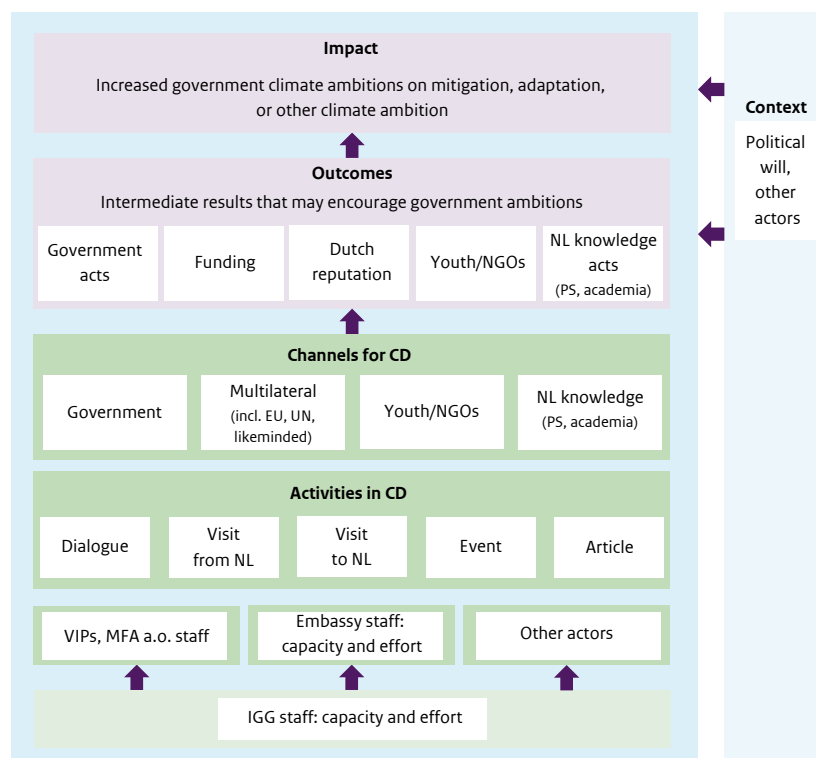 Impact
Increased government climate ambitions on mitigation, adaptation,
or other climate ambition
Context
Political
will,
other
actors
Outcomes
Intermediate results that may encourage government ambitions
Government
acts
Funding
Dutch
reputation
Youth/NGOs
NL knowledge
acts
(PS, academia)
Channels for CD
Government
Multilateral
(incl. EU, UN,
likeminded)
Youth/NGOs
NL knowledge
(PS, academia)
Activities in CD
Dialogue
Visit
from NL
Visit
to NL
Event
Article
VIPs, MFA a.o. staff
Embassy staff:
capacity and effort
Other actors
IGG staff: capacity and effort